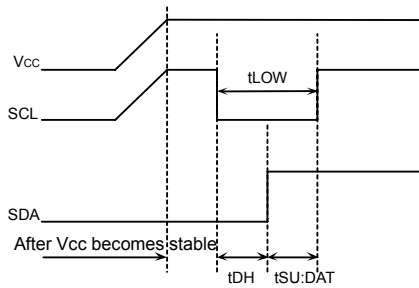 Vcc
tLOW
SCL
SDA
After Vcc becomes stable
tDH
tSU:DAT